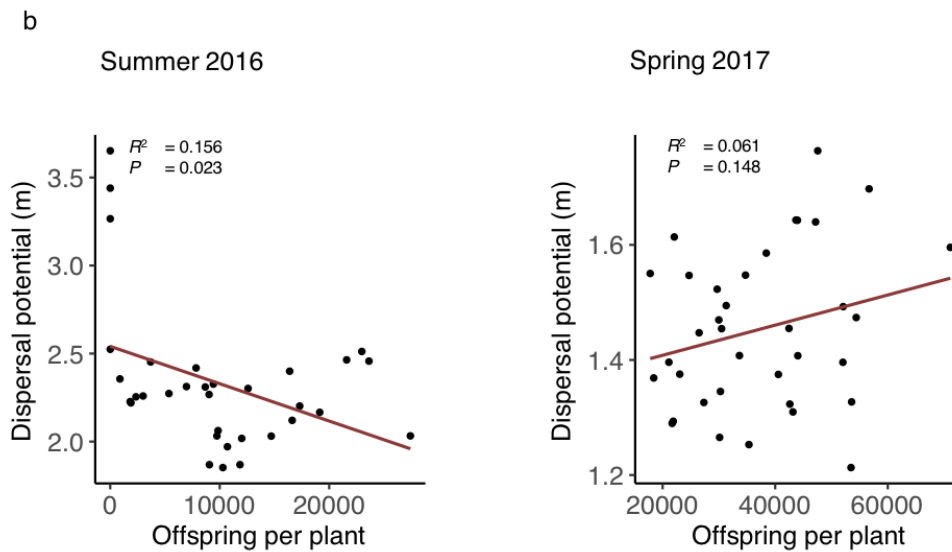 b
Summer 2016
R² = 0.156
P = 0.023
Dispersal potential (m)
3.5
3.0
2.5
2.0
0 10000 20000
Offspring per plant
Spring 2017
R² = 0.061
P = 0.148
Dispersal potential (m)
1.6
1.4
1.2
20000 40000 60000
Offspring per plant